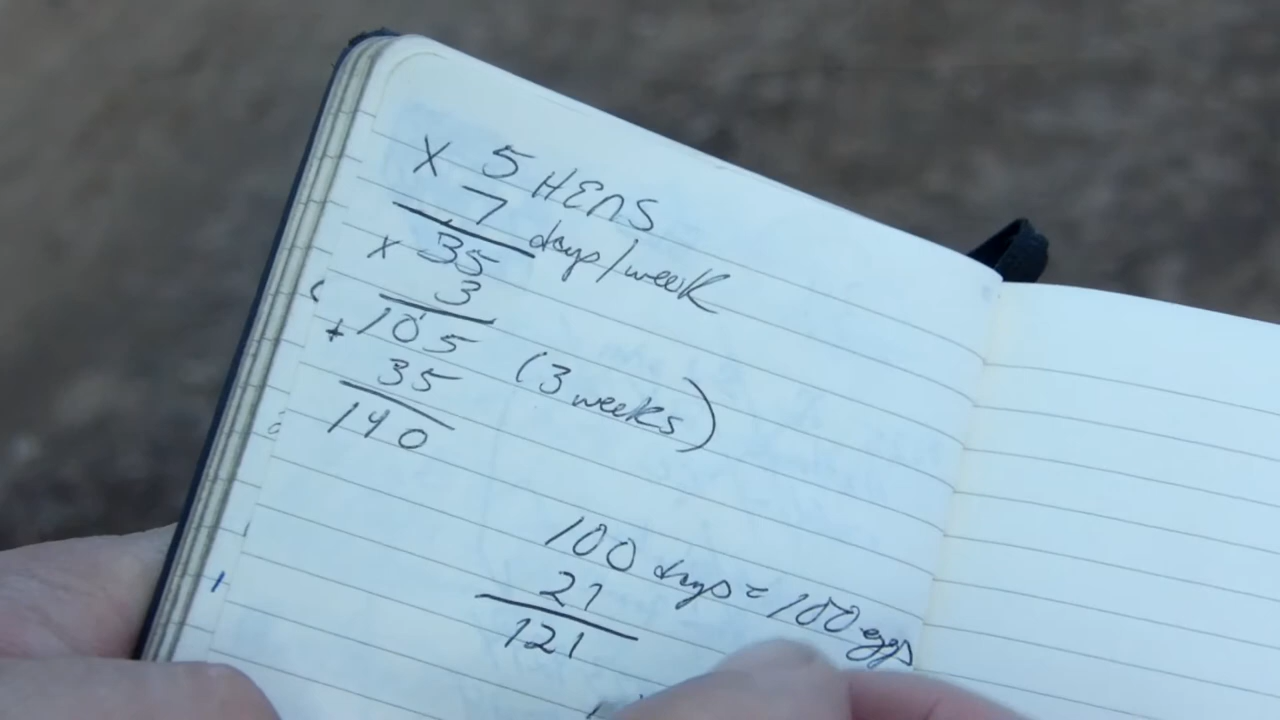 x 5 HENS
7 days/week
x 35
3
105 (3 weeks)
+ 35
140
100 days = 100 eggs
21
121